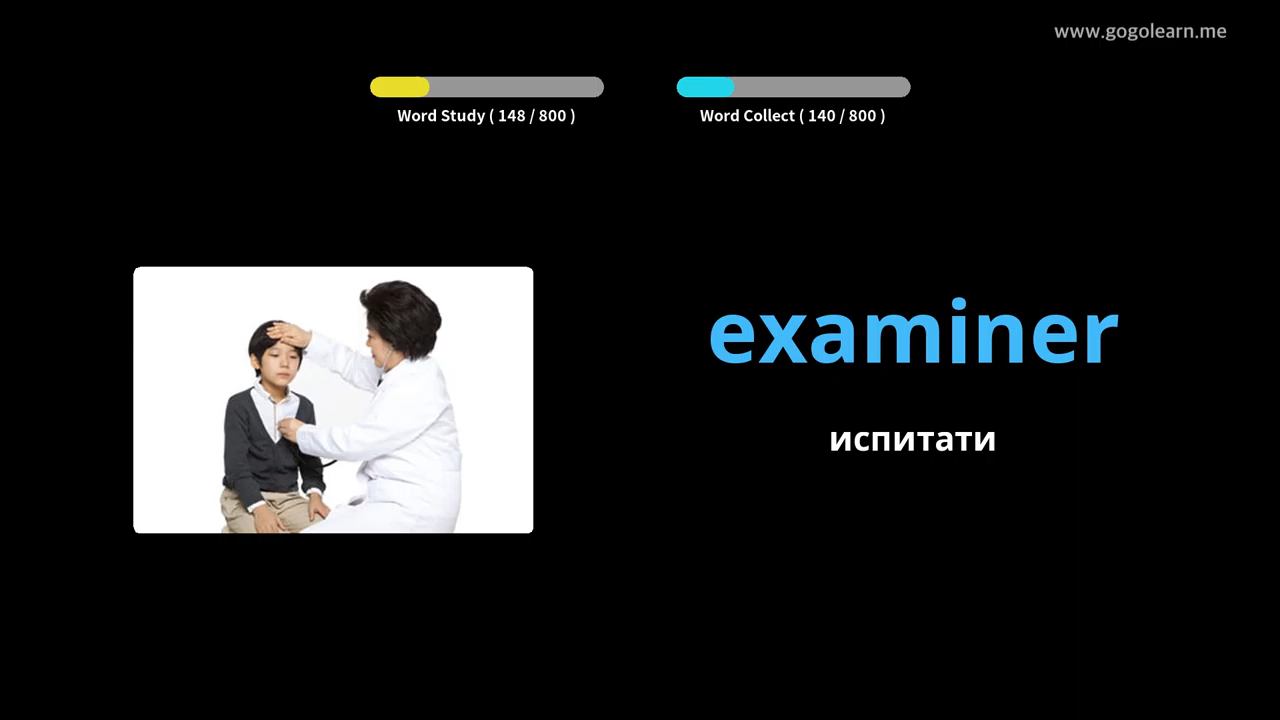 www.gogolearn.me
Word Study ( 148 / 800 )
Word Collect ( 140 / 800 )
examiner
испитати